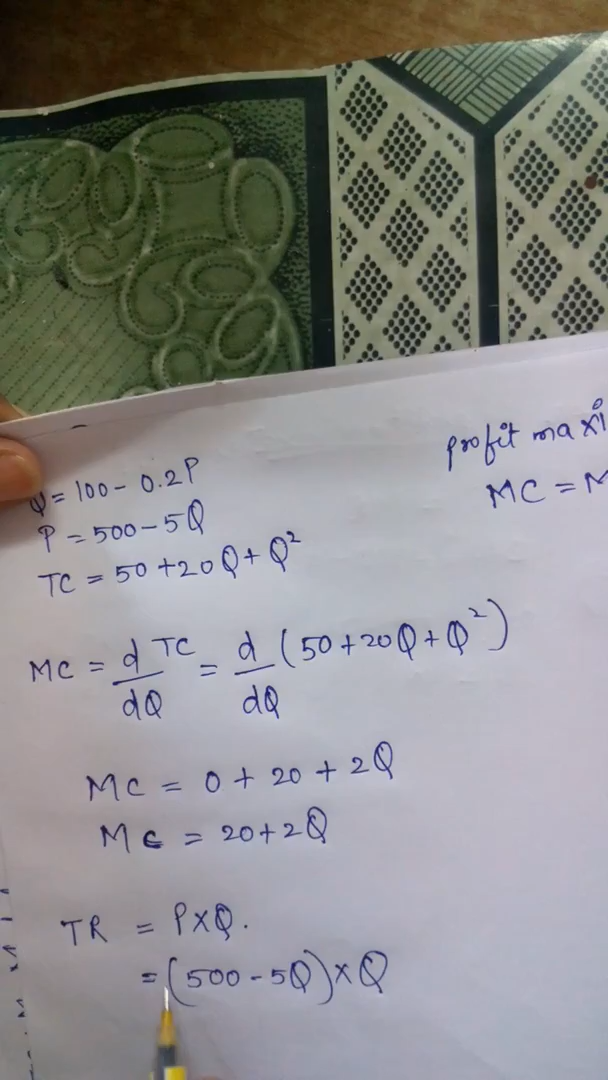 Q = 100 - 0.2P
P = 500 - 5Q
TC = 50 + 20Q + Q²
profit
MC =
MC = d TC / dQ = d / dQ (50 + 20Q + Q²)
MC = 0 + 20 + 2Q
MC = 20 + 2Q
TR = P X Q.
= (500 - 5Q) X Q